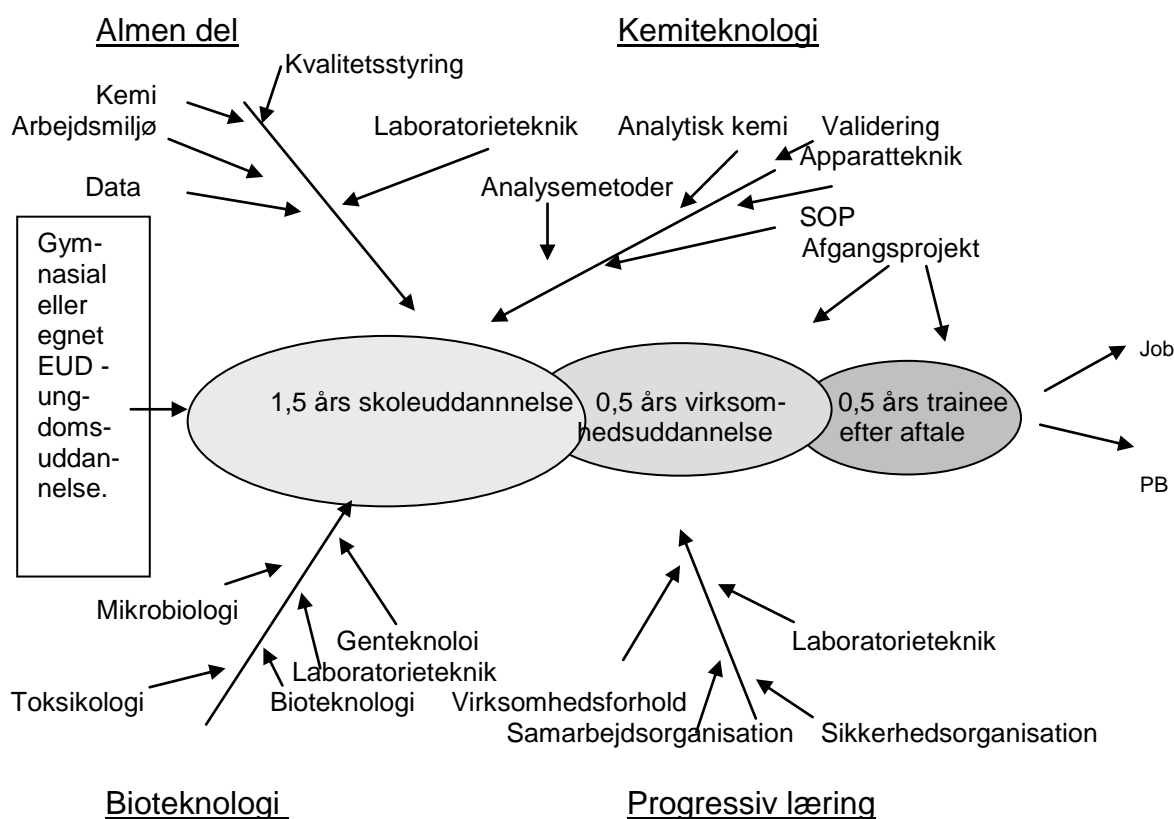 Almen del
Kemiteknologi
Kvalitetsstyring
Kemi
Arbejdsmiljø
Laboratorieteknik
Analytisk kemi
Validering
Apparatteknik
Data
Analysemetoder
SOP
Afgangsprojekt
Gym-
nasial
eller
egnet
EUD -
ung-
doms-
uddan-
nelse.
1,5 års skoleuddannnelse
0,5 års virksom-
hedsuddannelse
0,5 års trainee
efter aftale
Job
PB
Mikrobiologi
Genteknoloi
Laboratorieteknik
Toksikologi
Bioteknologi
Laboratorieteknik
Virksomhedsforhold
Samarbejdsorganisation
Sikkerhedsorganisation
Bioteknologi
Progressiv læring